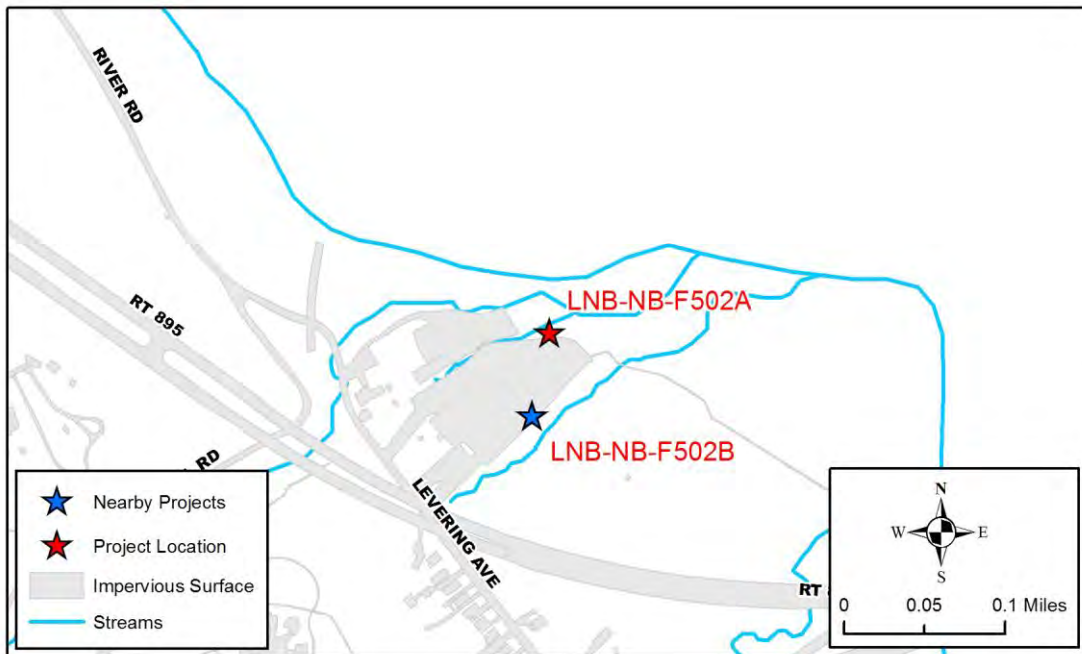 RIVER RD
RT 895
LNB-NB-F502A
LNB-NB-F502B
RD
LEVERING AVE
RT
Nearby Projects
Project Location
Impervious Surface
Streams
N
W E
S
0 0.05 0.1 Miles